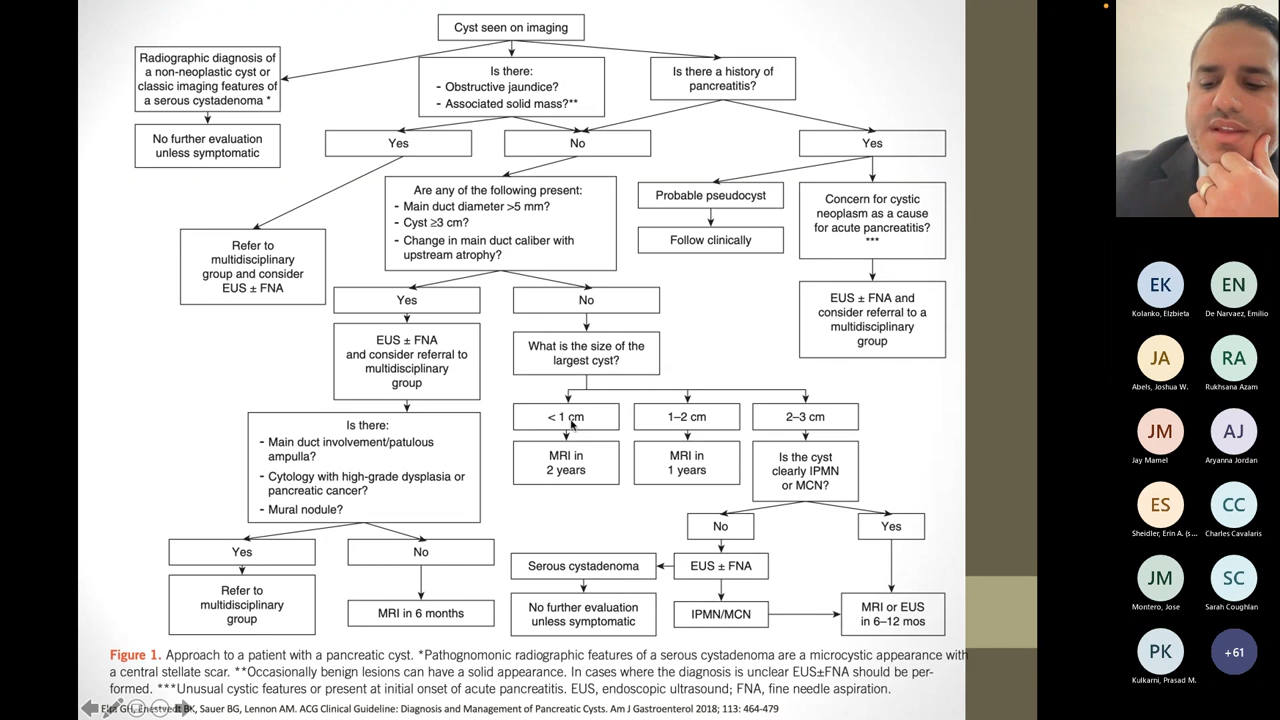 Cyst seen on imaging
Radiographic diagnosis of
a non-neoplastic cyst or
classic imaging features of
a serous cystadenoma *
Is there:
- Obstructive jaundice?
- Associated solid mass?**
Is there a history of
pancreatitis?
No further evaluation
unless symptomatic
Yes
No
Yes
Are any of the following present:
- Main duct diameter >5 mm?
- Cyst ≥3 cm?
- Change in main duct caliber with
upstream atrophy?
Probable pseudocyst
Follow clinically
Concern for cystic
neoplasm as a cause
for acute pancreatitis?
***
Refer to
multidisciplinary
group and consider
EUS ± FNA
Yes
No
EUS ± FNA and
consider referral to a
multidisciplinary
group
EUS ± FNA
and consider referral to
multidisciplinary
group
What is the size of the
largest cyst?
< 1 cm
1–2 cm
2–3 cm
MRI in
2 years
MRI in
1 years
Is the cyst
clearly IPMN
or MCN?
Is there:
- Main duct involvement/patulous
ampulla?
- Cytology with high-grade dysplasia or
pancreatic cancer?
- Mural nodule?
No
Yes
Yes
No
Serous cystadenoma
EUS ± FNA
Refer to
multidisciplinary
group
MRI in 6 months
No further evaluation
unless symptomatic
IPMN/MCN
MRI or EUS
in 6–12 mos
Figure 1. Approach to a patient with a pancreatic cyst. *Pathognomonic radiographic features of a serous cystadenoma are a microcystic appearance with
a central stellate scar. **Occasionally benign lesions can have a solid appearance. In cases where the diagnosis is unclear EUS±FNA should be per-
formed. ***Unusual cystic features or present at initial onset of acute pancreatitis. EUS, endoscopic ultrasound; FNA, fine needle aspiration.
GH, BK, Sauer BG, Lennon AM. ACG Clinical Guideline: Diagnosis and Management of Pancreatic Cysts. Am J Gastroenterol 2018; 113: 464-479
EK
EN
Kolanko, Elzbieta
De Narvaez, Emilio
JA
RA
Abels, Joshua W.
Rukhsana Azam
JM
AJ
Jay Mamel
Aryanna Jordan
ES
CC
Sheidler, Erin A. (s...
Charles Cavalaris
JM
SC
Montero, Jose
Sarah Coughlan
PK
+61
Kulkarni, Prasad M.